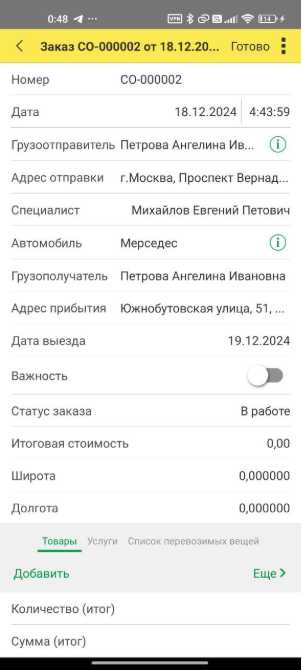 0:48 ··· VPN 14
Заказ СО-000002 от 18.12.20... Готово
Номер СО-000002
Дата 18.12.2024 4:43:59
Грузоотправитель Петрова Ангелина Ив... i
Адрес отправки г.Москва, Проспект Вернад...
Специалист Михайлов Евгений Петович
Автомобиль Мерседес i
Грузополучатель Петрова Ангелина Ивановна
Адрес прибытия Южнобутовская улица, 51, ...
Дата выезда 19.12.2024
Важность
Статус заказа В работе
Итоговая стоимость 0,00
Широта 0,000000
Долгота 0,000000
Товары Услуги Список перевозимых вещей
Добавить Еще >
Количество (итог)
Сумма (итог)